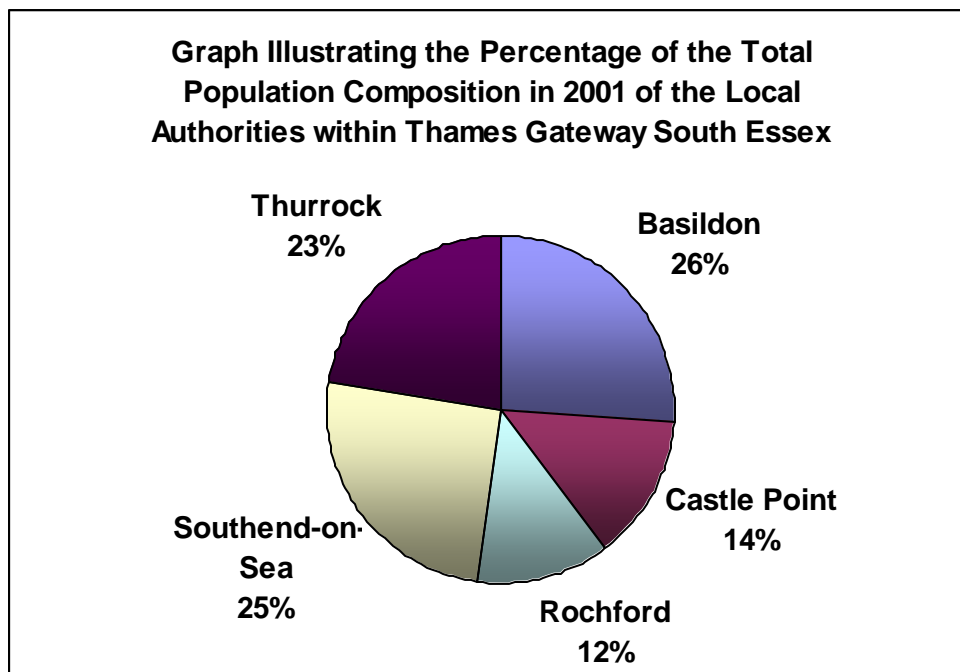 Graph Illustrating the Percentage of the Total
Population Composition in 2001 of the Local
Authorities within Thames Gateway South Essex
Thurrock
23%
Basildon
26%
Castle Point
14%
Southend-on-
Sea
25%
Rochford
12%